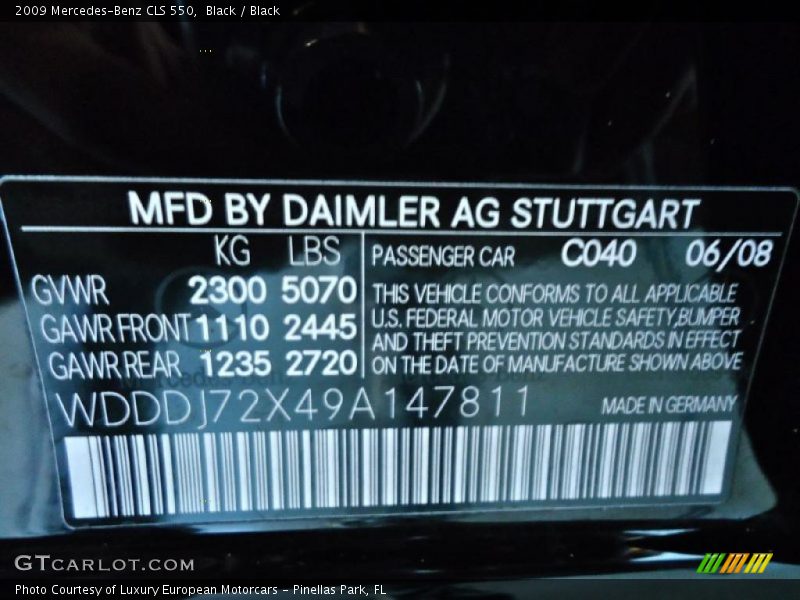 2009 Mercedes-Benz CLS 550,  Black / Black
MFD BY DAIMLER AG STUTTGART
KG LBS
GVWR 2300 5070
GAWR FRONT 1110 2445
GAWR REAR 1235 2720
PASSENGER CAR C040 06/08
THIS VEHICLE CONFORMS TO ALL APPLICABLE
U.S. FEDERAL MOTOR VEHICLE SAFETY,BUMPER
AND THEFT PREVENTION STANDARDS IN EFFECT
ON THE DATE OF MANUFACTURE SHOWN ABOVE
WDDDJ72X49A147811
MADE IN GERMANY
GTCARLOT.COM
Photo Courtesy of Luxury European Motorcars - Pinellas Park, FL